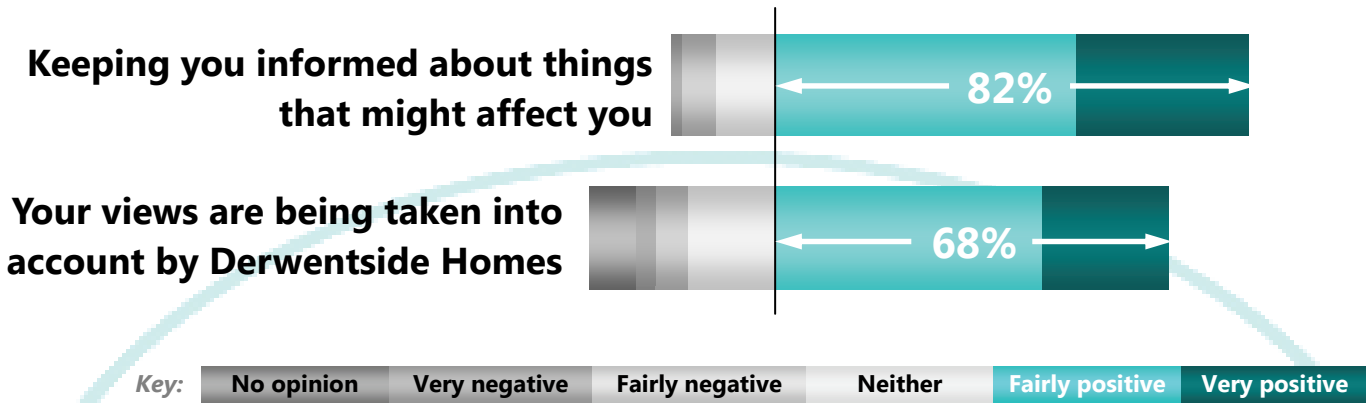 Keeping you informed about things
that might affect you
82%
Your views are being taken into
account by Derwentside Homes
68%
Key: No opinion Very negative Fairly negative Neither Fairly positive Very positive